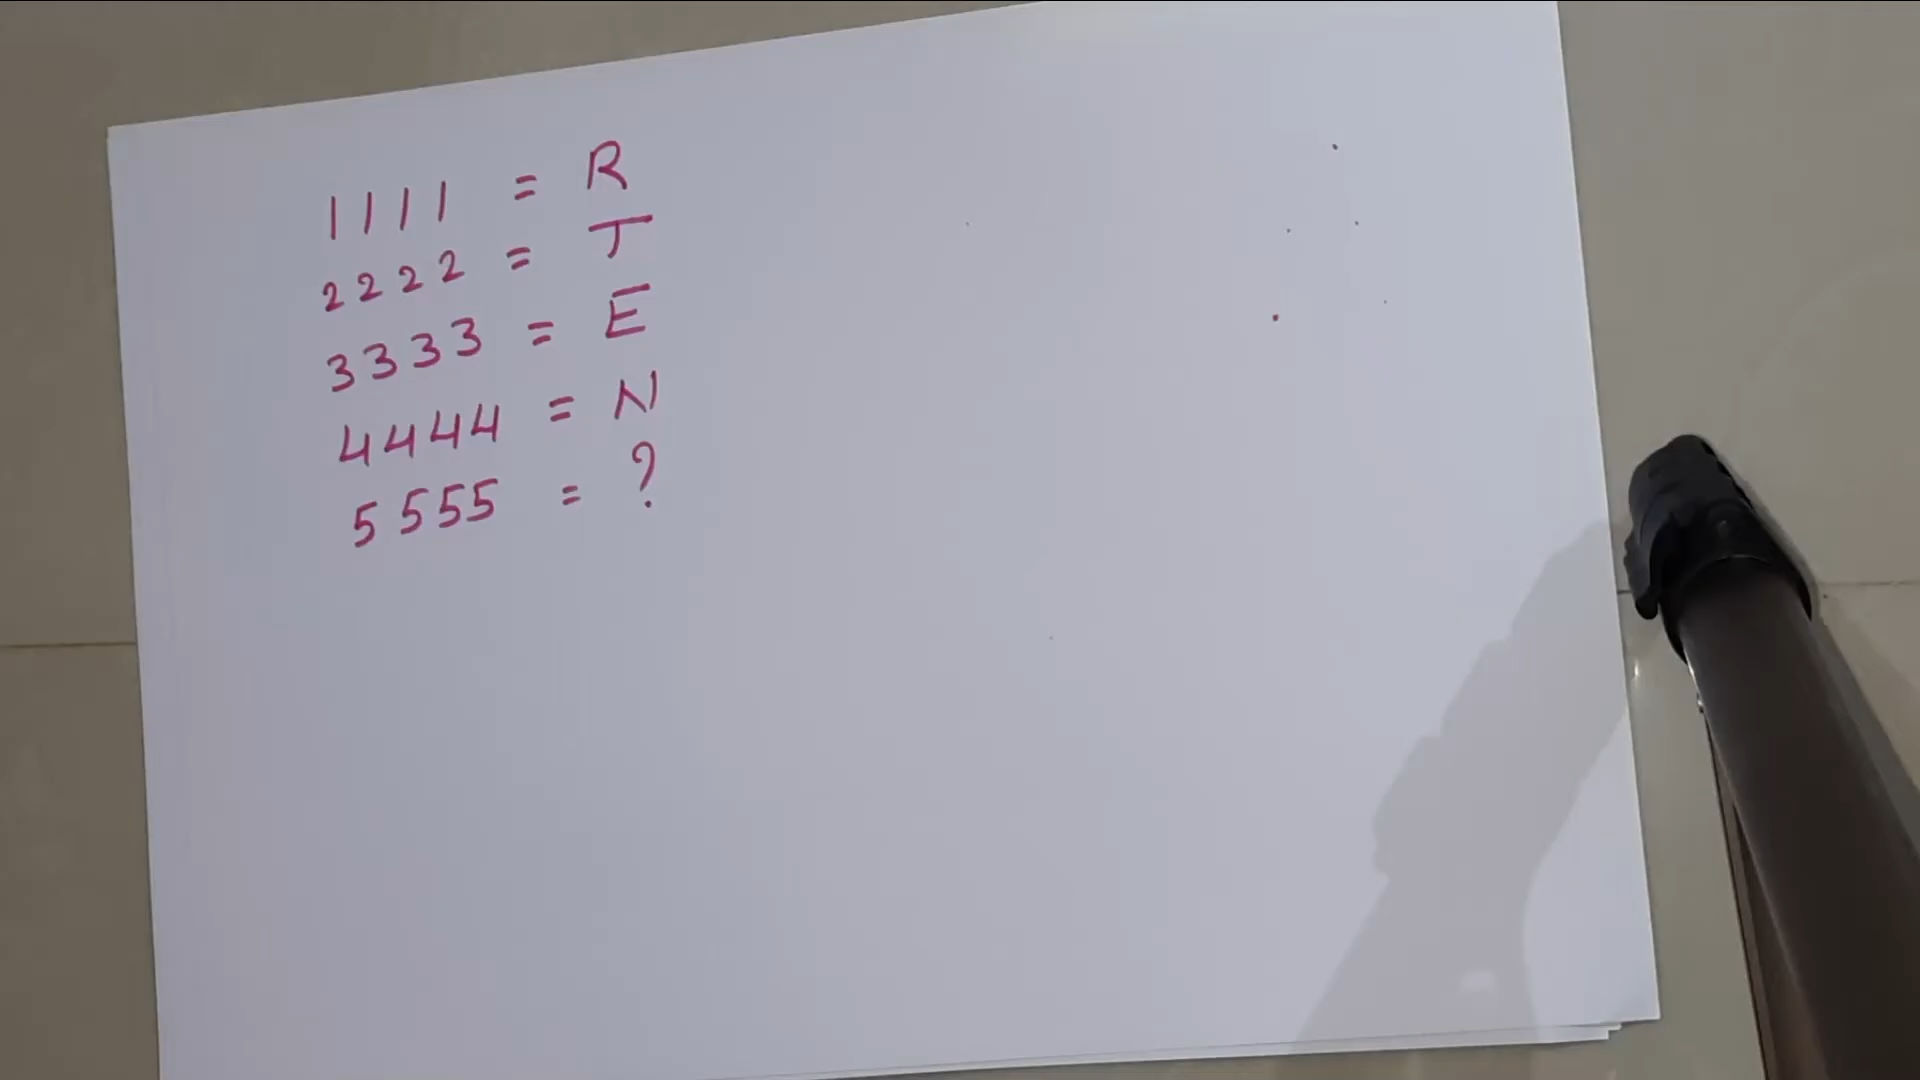 1111 = R
2222 = T
3333 = E
4444 = N
5555 = ?